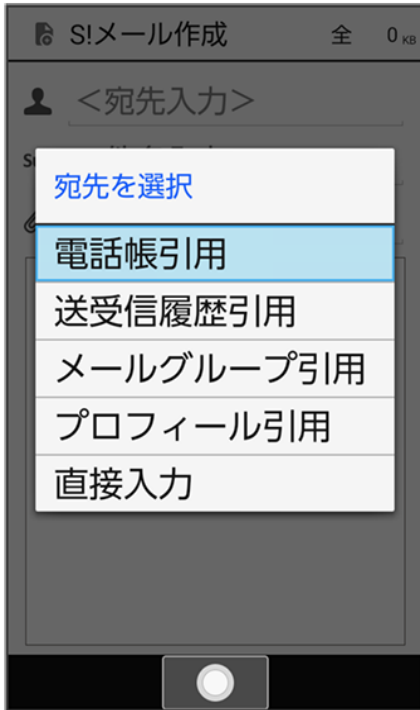 S!メール作成 全 0 KB
<宛先入力>
宛先を選択
電話帳引用
送受信履歴引用
メールグループ引用
プロフィール引用
直接入力